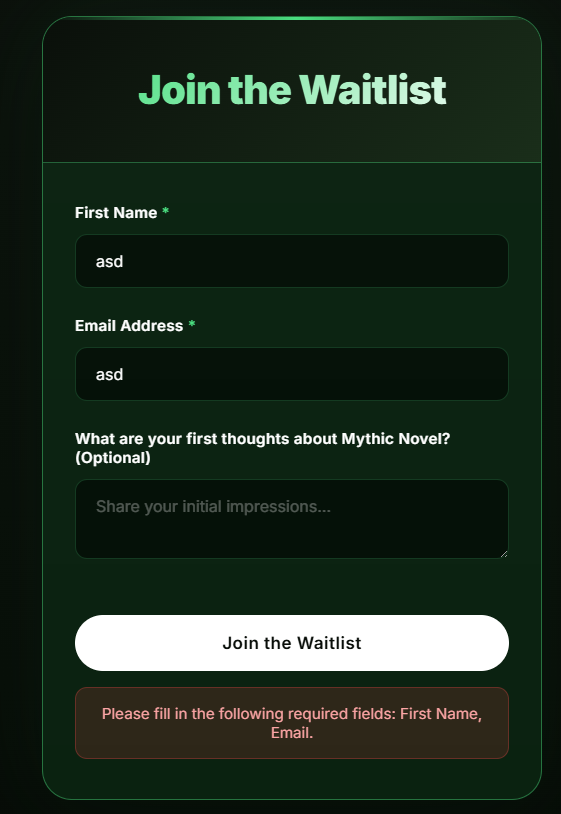 Join the Waitlist
First Name *
asd
Email Address *
asd
What are your first thoughts about Mythic Novel?
(Optional)
Share your initial impressions...
Join the Waitlist
Please fill in the following required fields: First Name,
Email.